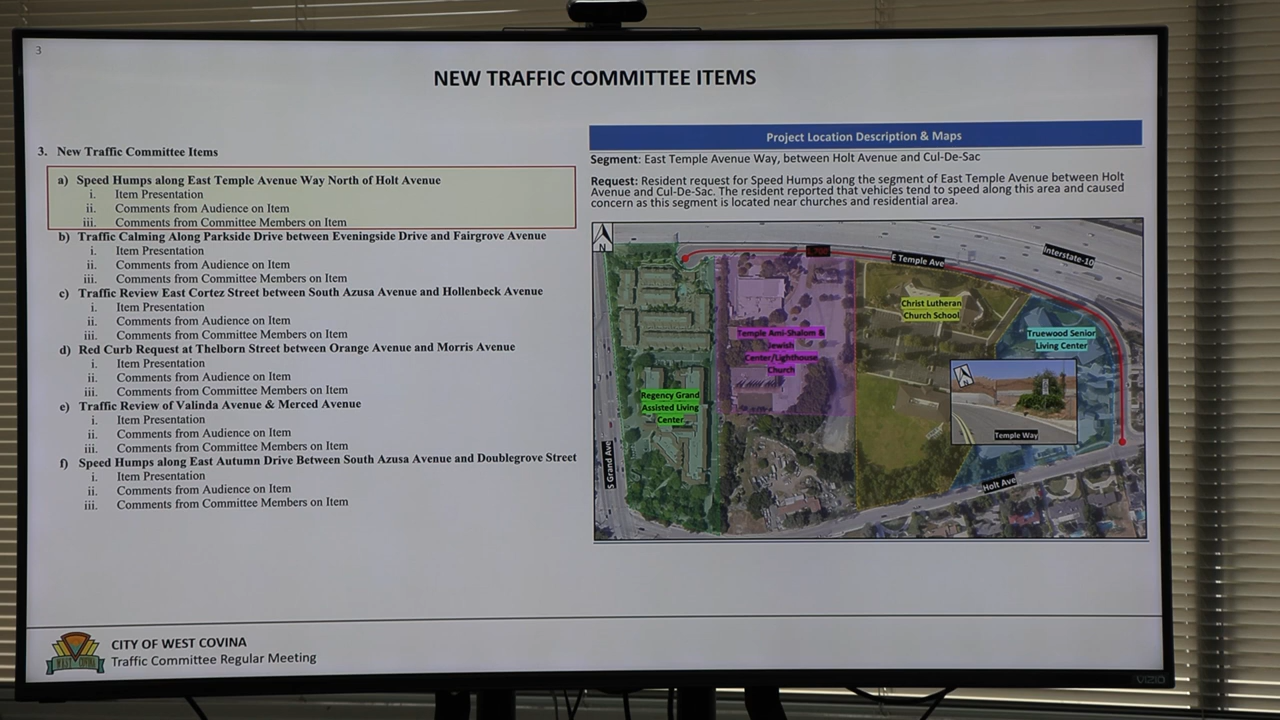 3
NEW TRAFFIC COMMITTEE ITEMS
3. New Traffic Committee Items
a) Speed Humps along East Temple Avenue Way North of Holt Avenue
i. Item Presentation
ii. Comments from Audience on Item
iii. Comments from Committee Members on Item
b) Traffic Calming Along Parkside Drive between Eveningside Drive and Fairgrove Avenue
i. Item Presentation
ii. Comments from Audience on Item
iii. Comments from Committee Members on Item
c) Traffic Review East Cortez Street between South Azusa Avenue and Hollenbeck Avenue
i. Item Presentation
ii. Comments from Audience on Item
iii. Comments from Committee Members on Item
d) Red Curb Request at Thelborn Street between Orange Avenue and Morris Avenue
i. Item Presentation
ii. Comments from Audience on Item
iii. Comments from Committee Members on Item
e) Traffic Review of Valinda Avenue & Merced Avenue
i. Item Presentation
ii. Comments from Audience on Item
iii. Comments from Committee Members on Item
f) Speed Humps along East Autumn Drive Between South Azusa Avenue and Doublegrove Street
i. Item Presentation
ii. Comments from Audience on Item
iii. Comments from Committee Members on Item
Project Location Description & Maps
Segment: East Temple Avenue Way, between Holt Avenue and Cul-De-Sac
Request: Resident request for Speed Humps along the segment of East Temple Avenue between Holt
Avenue and Cul-De-Sac. The resident reported that vehicles tend to speed along this area and caused
concern as this segment is located near churches and residential area.
N
E Temple Ave
Interstate-10
Christ Lutheran
Church School
Temple Ami-Shalom &
Jewish
Center/Lighthouse
Church
Truewood Senior
Living Center
Regency Grand
Assisted Living
Center
Temple Way
S Grand Ave
Holt Ave
WEST COVINA
CITY OF WEST COVINA
Traffic Committee Regular Meeting
VIZIO